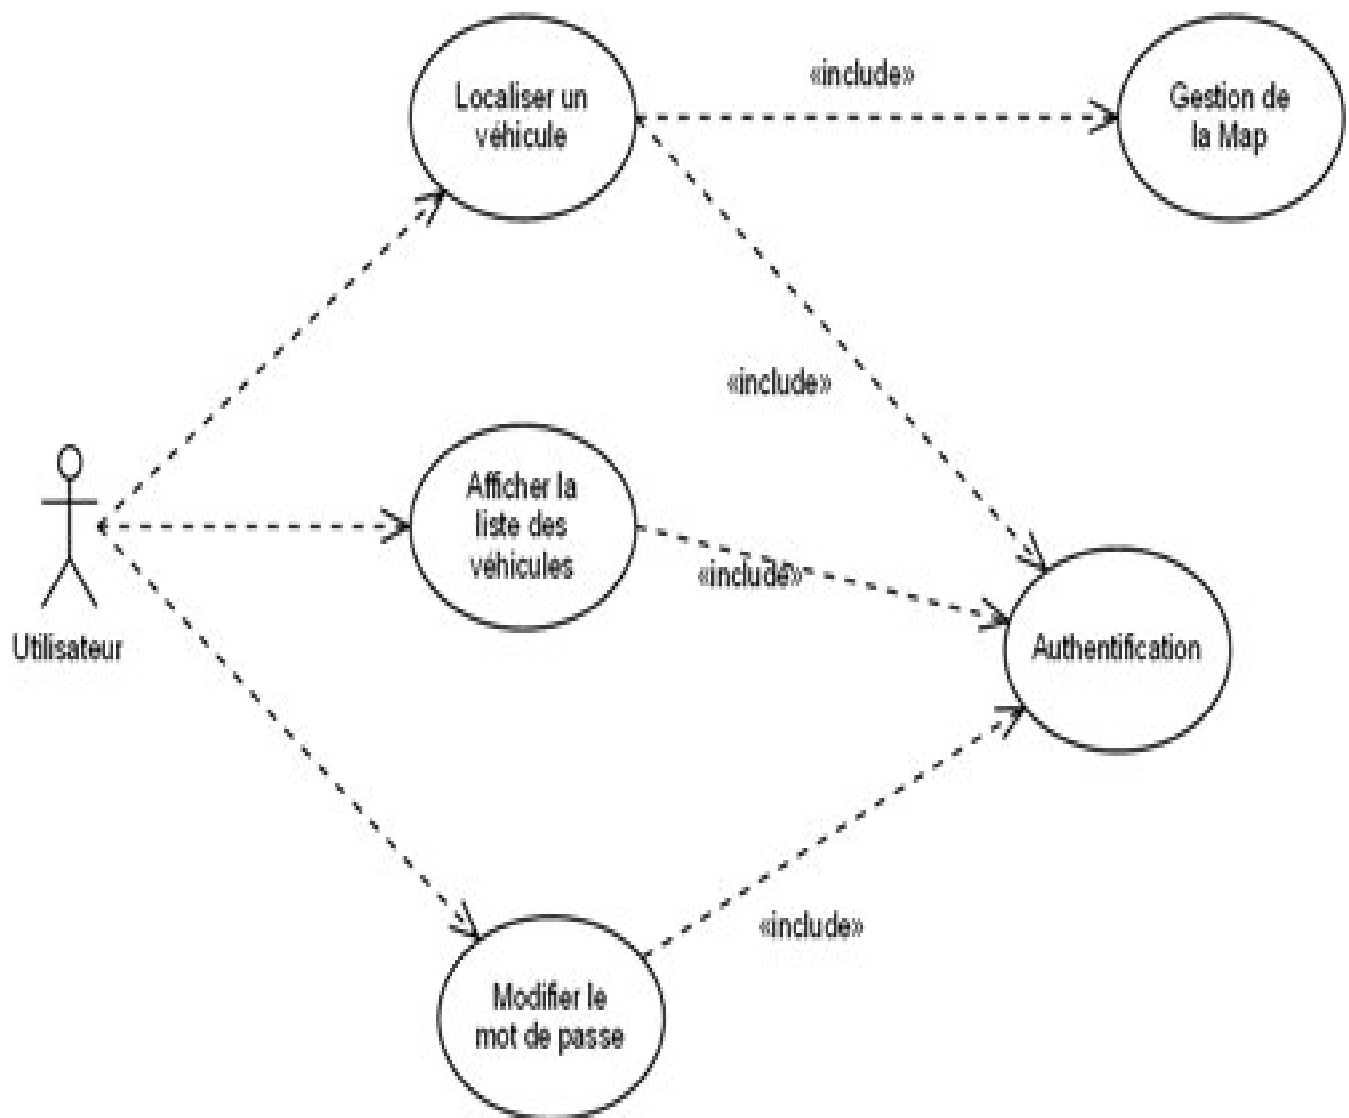 Localiser un
véhicule
«include»
Gestion de
la Map
«include»
Afficher la
liste des
véhicules
«include»
Utilisateur
Authentification
«include»
Modifier le
mot de passe